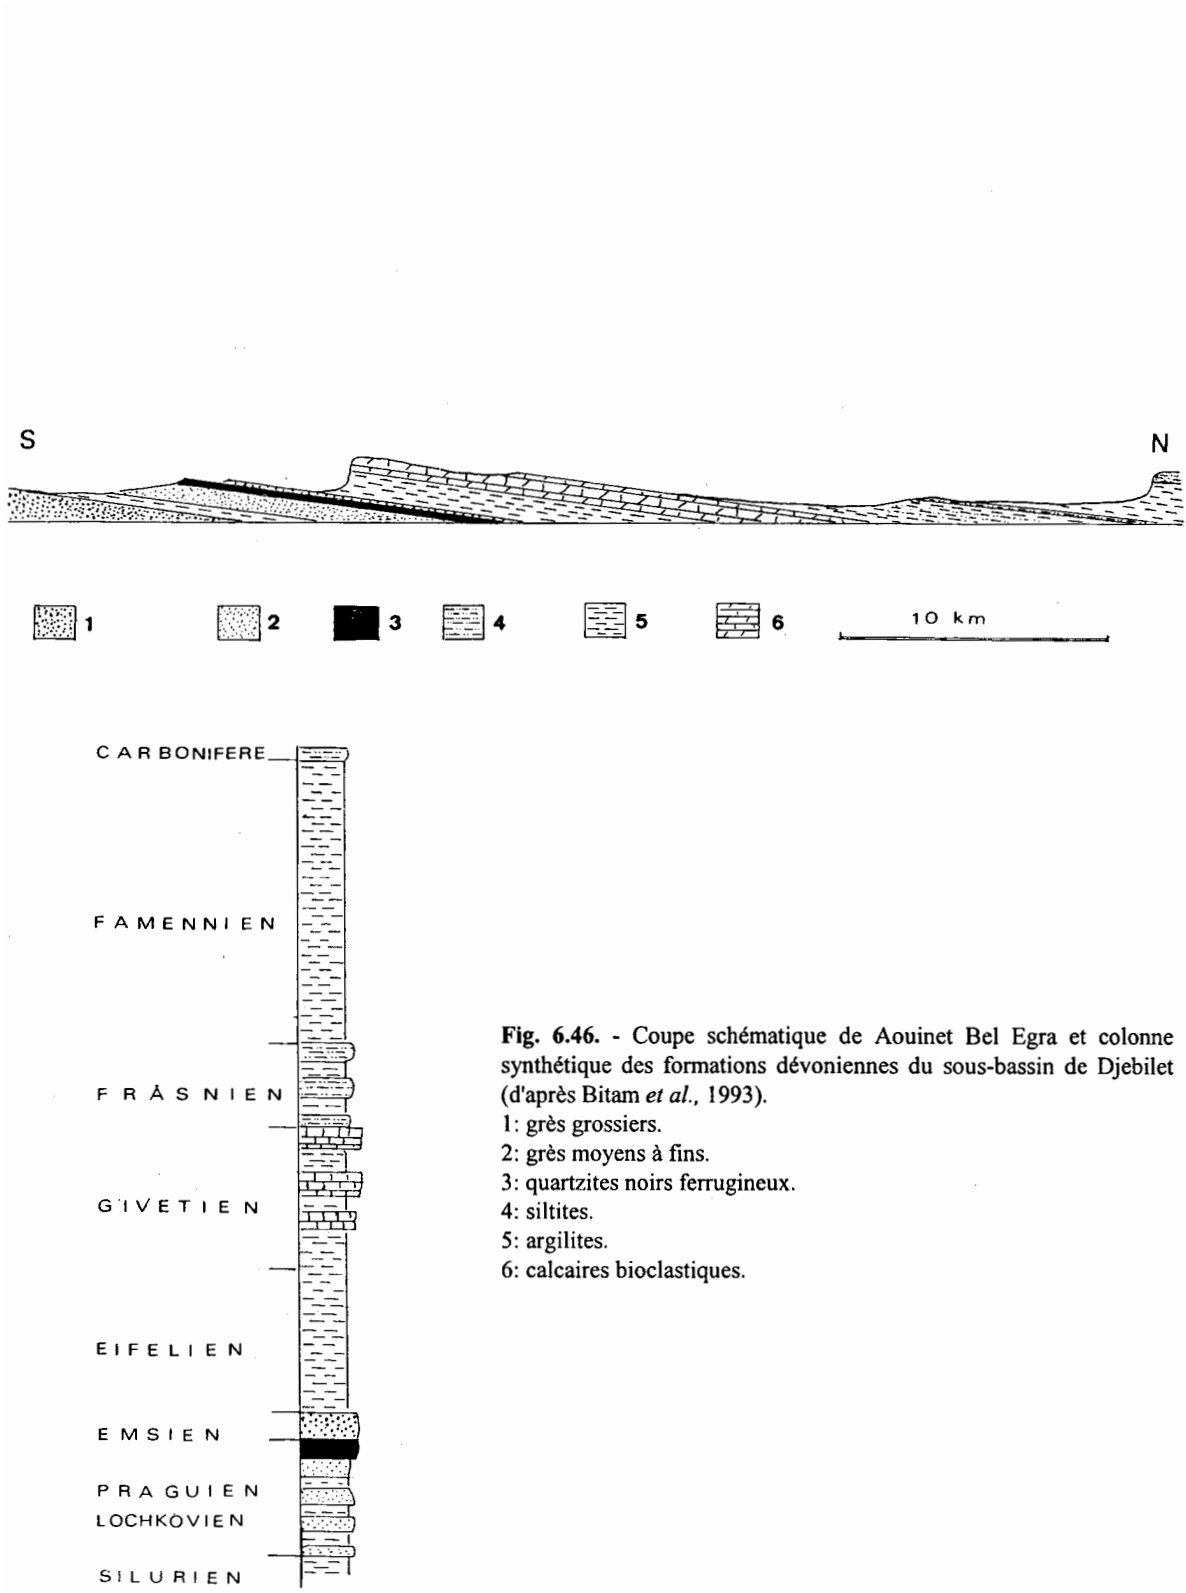 S
N
1 2 3 4 5 6 10 km
CARBONIFERE
FAMENNIEN
FRASNIEN
GIVETIEN
EIFELIEN
EMSIEN
PRAGUIEN
LOCHKOVIEN
SILURIEN
Fig. 6.46. - Coupe schématique de Aouinet Bel Egra et colonne
synthétique des formations dévoniennes du sous-bassin de Djebilet
(d'après Bitam et al., 1993).
1: grès grossiers.
2: grès moyens à fins.
3: quartzites noirs ferrugineux.
4: siltites.
5: argilites.
6: calcaires bioclastiques.